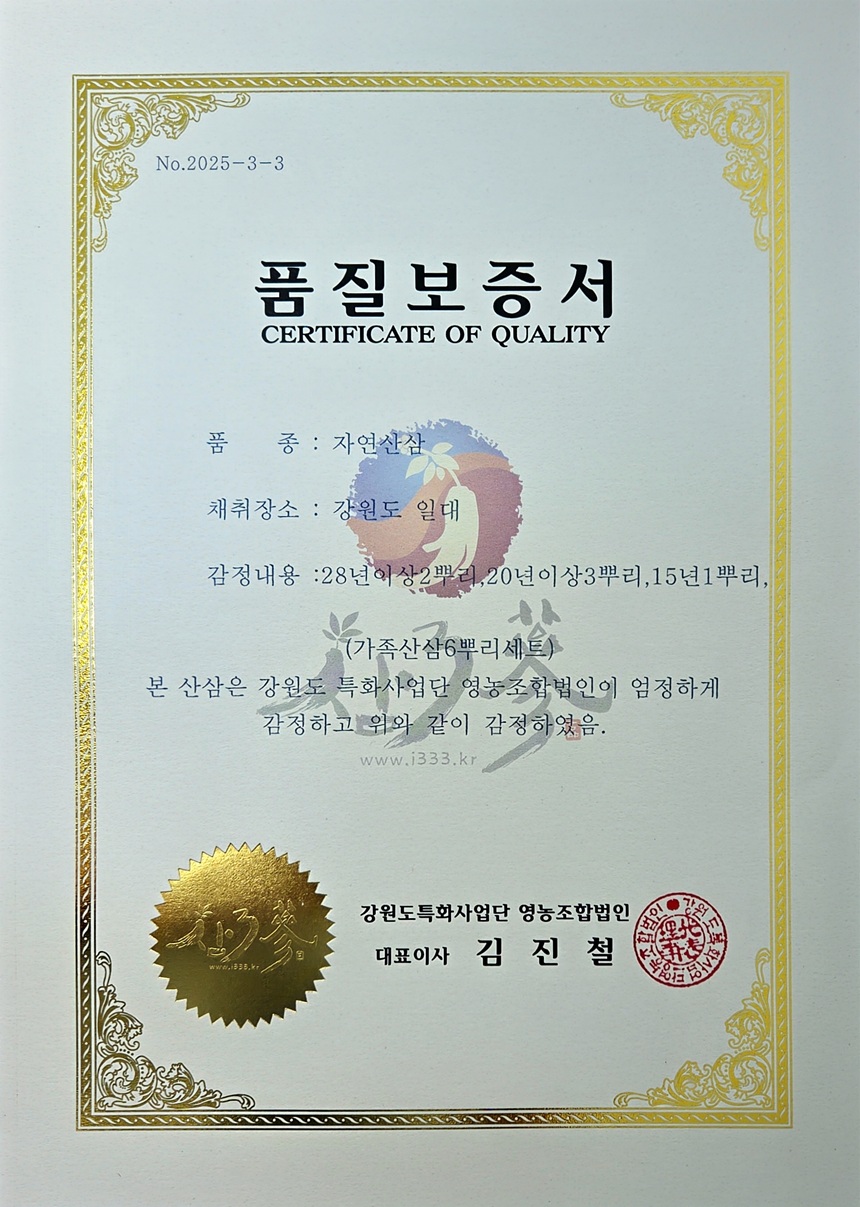 No.2025-3-3
품질보증서
CERTIFICATE OF QUALITY
품 종 : 자연산삼
채취장소 : 강원도 일대
감정내용 :28년이상2뿌리,20년이상3뿌리,15년1뿌리,
(가족산삼6뿌리세트)
본 산삼은 강원도 특화사업단 영농조합법인이 엄정하게
감정하고 위와 같이 감정하였음.
www.i333.kr
www.i333.kr
강원도특화사업단 영농조합법인
대표이사 김 진 철